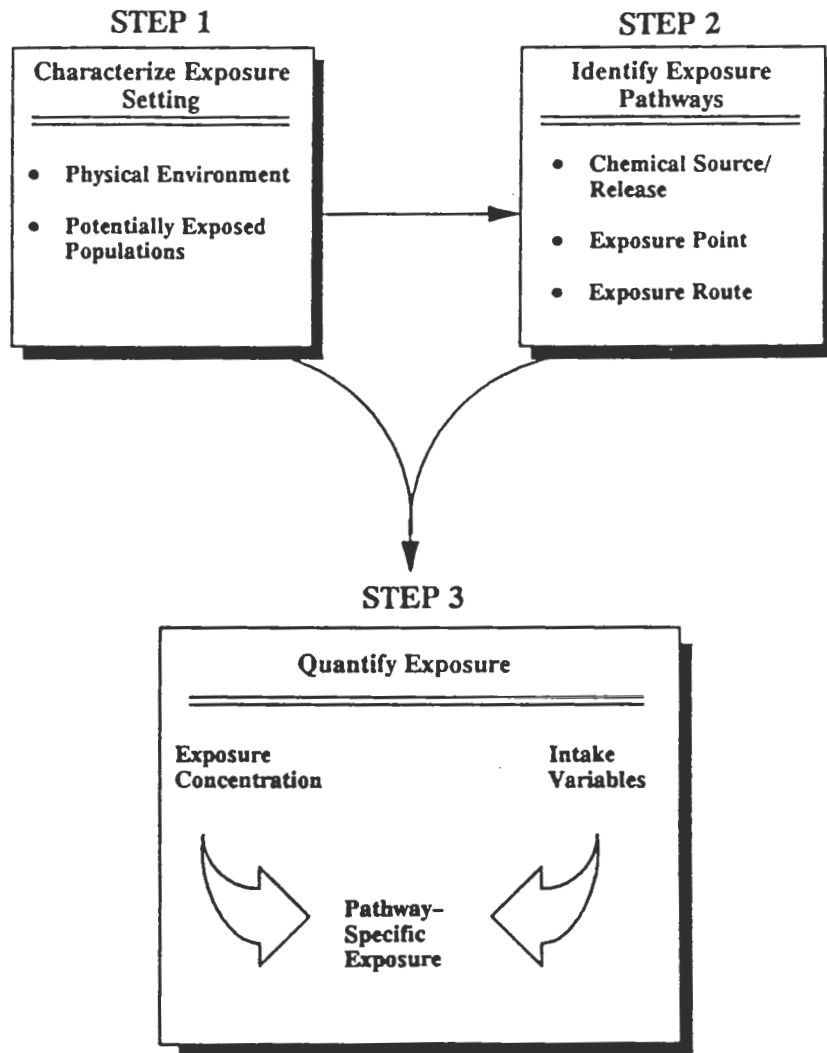 STEP 1
Characterize Exposure
Setting
• Physical Environment
• Potentially Exposed
Populations
STEP 2
Identify Exposure
Pathways
• Chemical Source/
Release
• Exposure Point
• Exposure Route
STEP 3
Quantify Exposure
Exposure
Concentration
Intake
Variables
Pathway–
Specific
Exposure